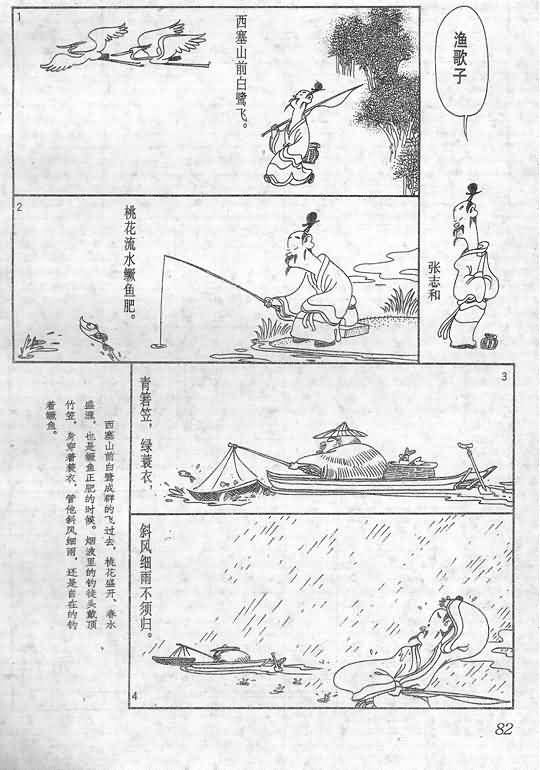 渔歌子
张志和
1
西塞山前白鹭飞。
2
桃花流水鳜鱼肥。
3
青箬笠，绿蓑衣，
4
斜风细雨不须归。
西塞山前白鹭成群的飞过去，桃花盛开、春水
盛涨，也是鳜鱼正肥的时候。烟波里的钓徒头戴顶
竹笠，身穿着蓑衣，管他斜风细雨，还是自在的钓
着鳜鱼。
82